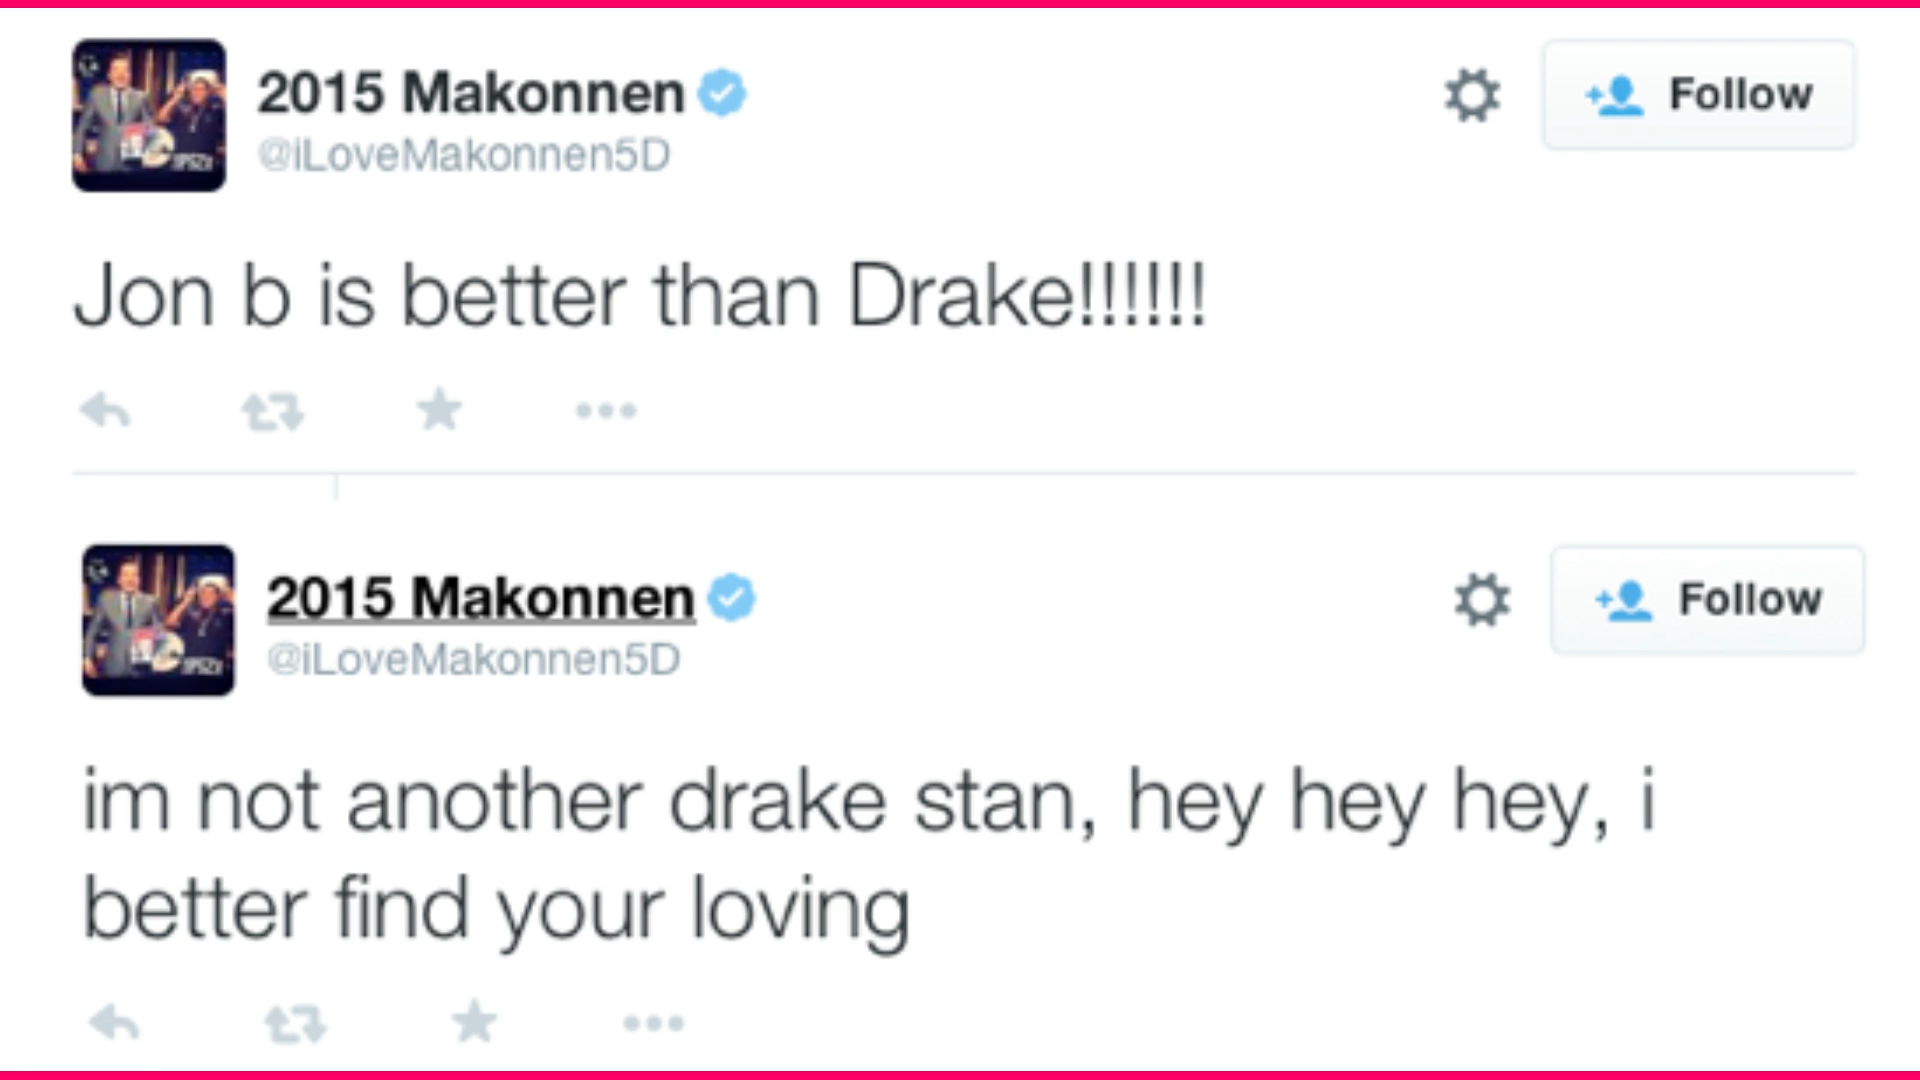 2015 Makonnen
@iLoveMakonnen5D
Follow
Jon b is better than Drake!!!!!!
2015 Makonnen
@iLoveMakonnen5D
Follow
im not another drake stan, hey hey hey, i
better find your loving